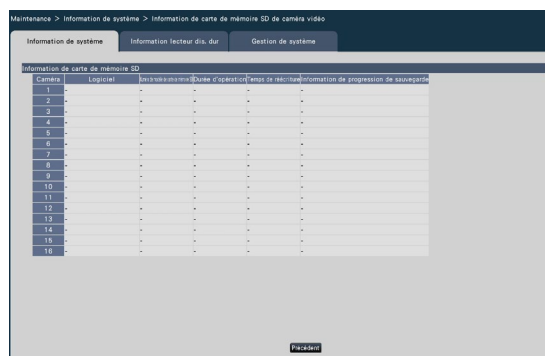 Maintenance > Information de système > Information de carte de mémoire SD de caméra vidéo
Information de système Information lecteur dis. dur Gestion de système
Information de carte de mémoire SD
Caméra Logiciel Durée d'opération Temps de réécriture Information de progression de sauvegarde
1 - - - - -
2 - - - - -
3 - - - - -
4 - - - - -
5 - - - - -
6 - - - - -
7 - - - - -
8 - - - - -
9 - - - - -
10 - - - - -
11 - - - - -
12 - - - - -
13 - - - - -
14 - - - - -
15 - - - - -
16 - - - - -
Précédent